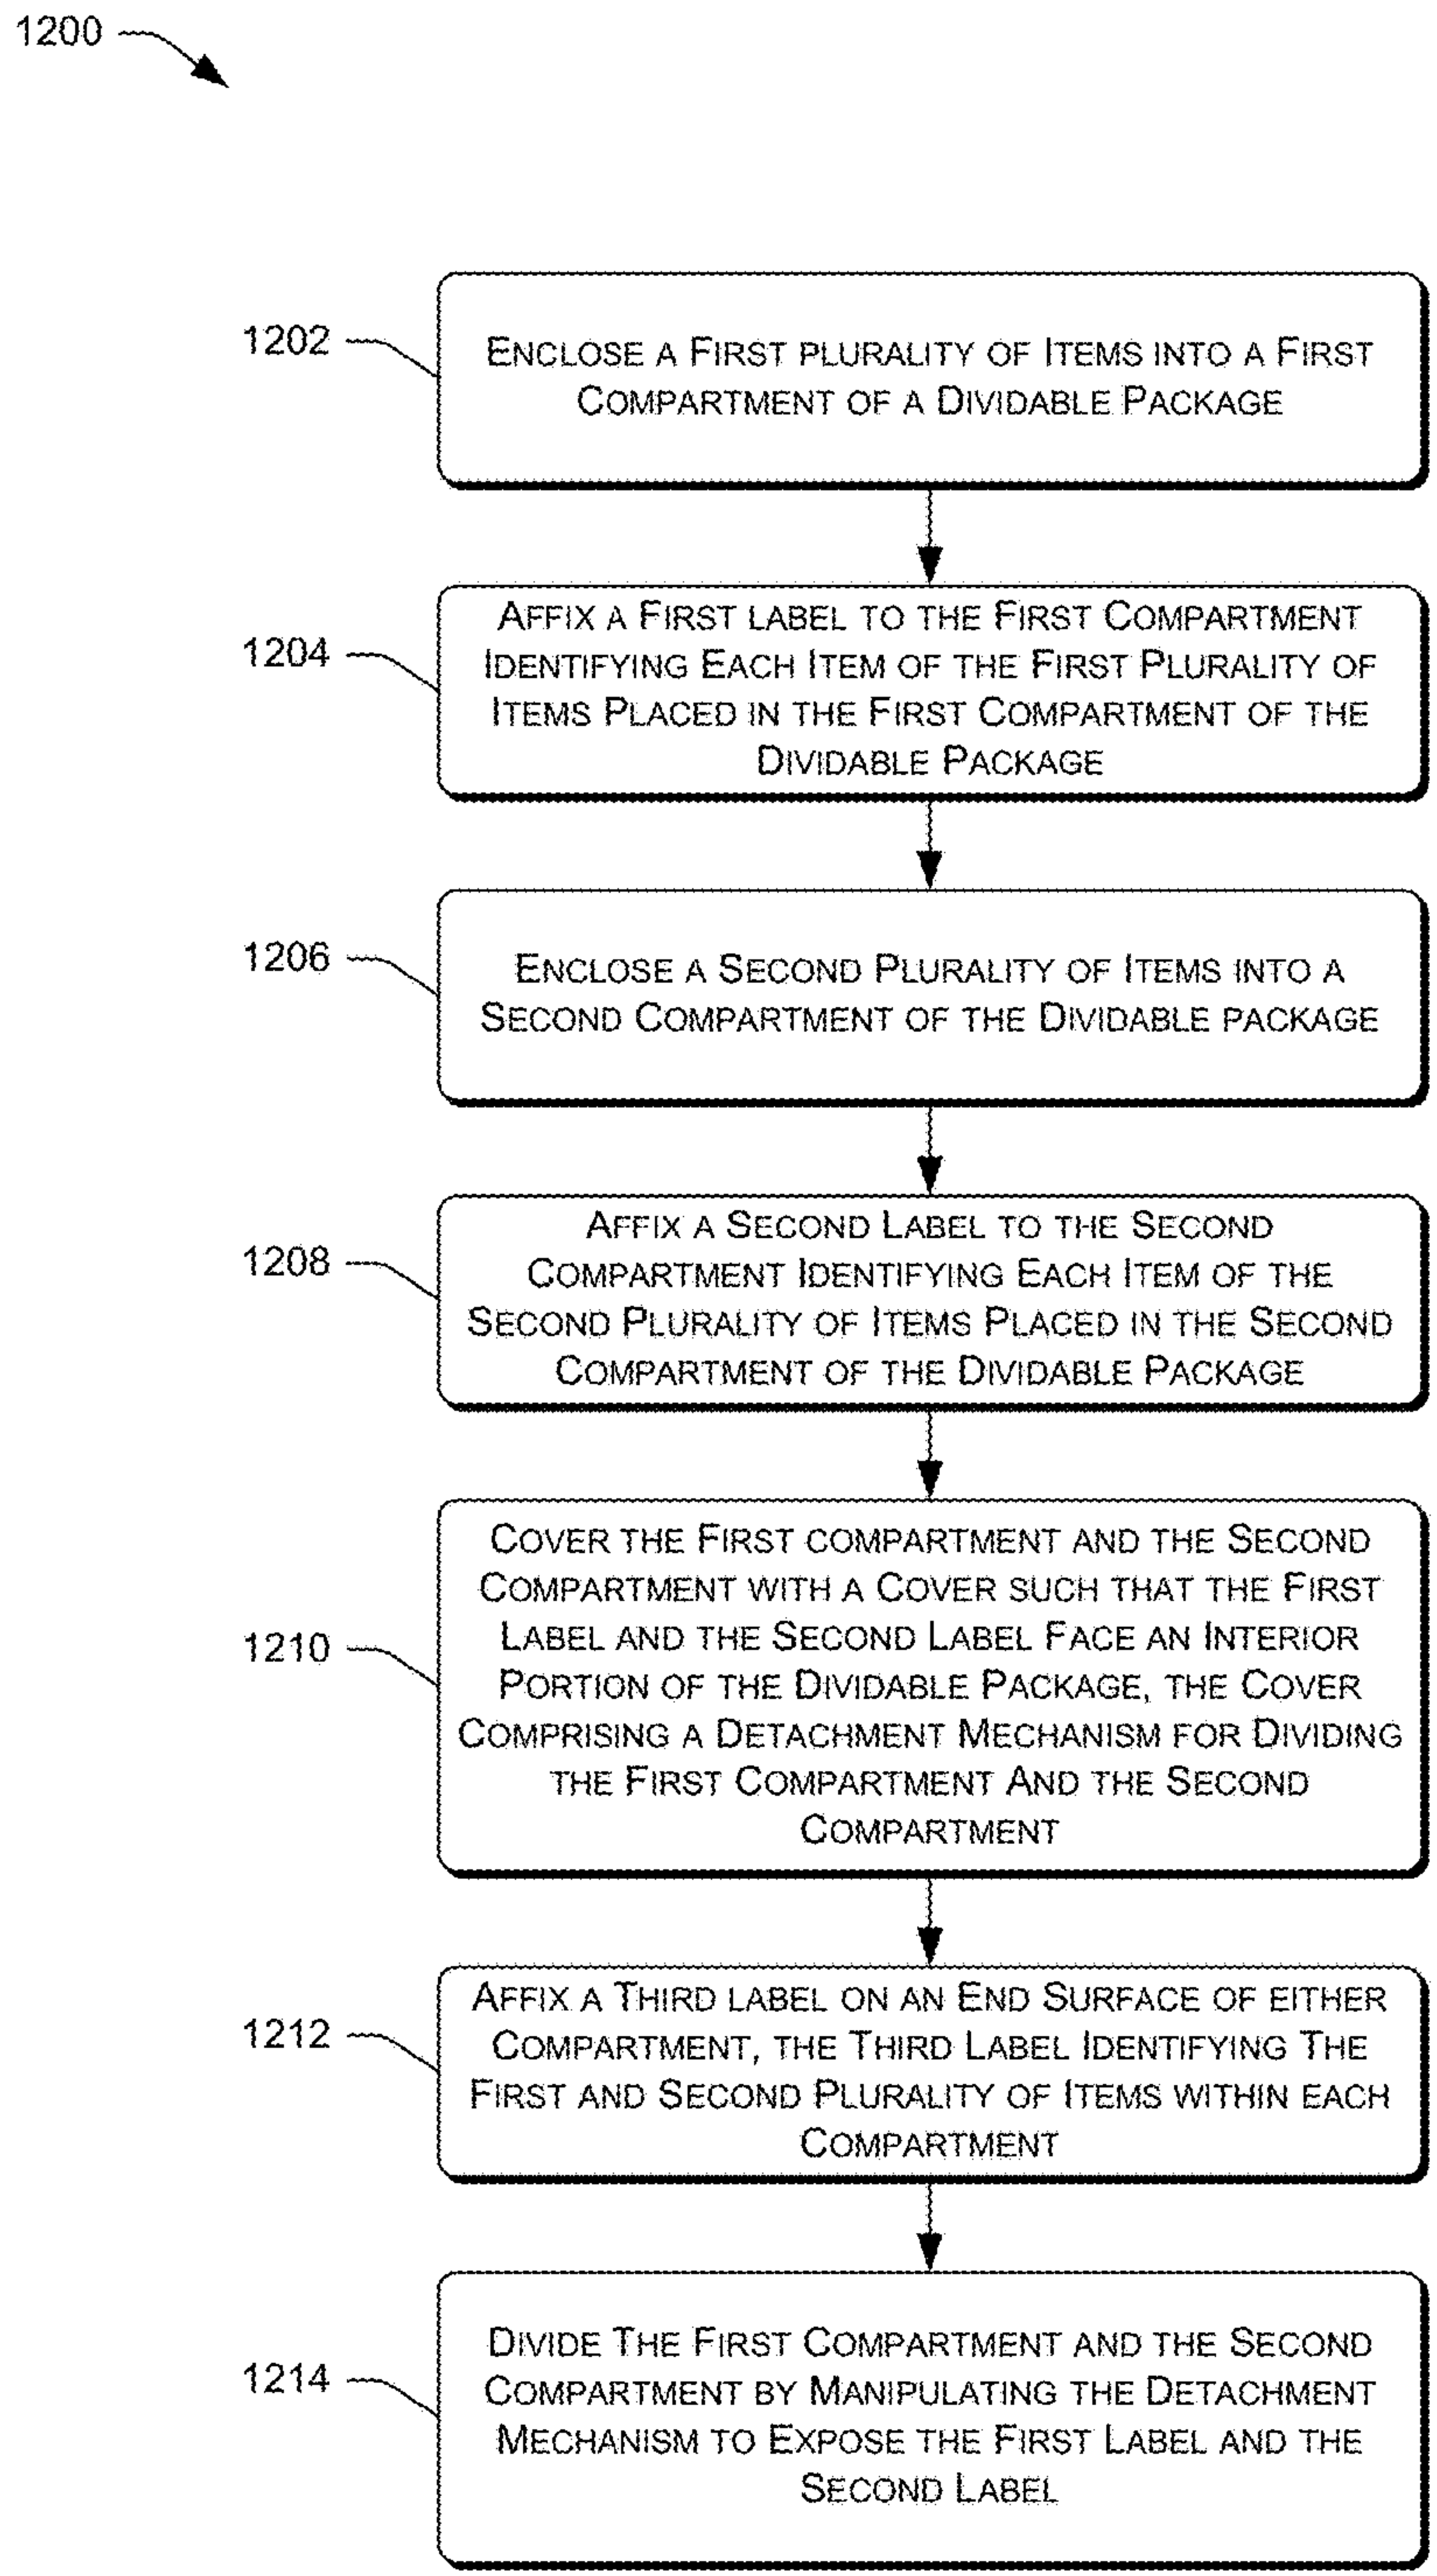 1200
1202
ENCLOSE A FIRST PLURALITY OF ITEMS INTO A FIRST
COMPARTMENT OF A DIVIDABLE PACKAGE
1204
AFFIX A FIRST LABEL TO THE FIRST COMPARTMENT
IDENTIFYING EACH ITEM OF THE FIRST PLURALITY OF
ITEMS PLACED IN THE FIRST COMPARTMENT OF THE
DIVIDABLE PACKAGE
1206
ENCLOSE A SECOND PLURALITY OF ITEMS INTO A
SECOND COMPARTMENT OF THE DIVIDABLE PACKAGE
1208
AFFIX A SECOND LABEL TO THE SECOND
COMPARTMENT IDENTIFYING EACH ITEM OF THE
SECOND PLURALITY OF ITEMS PLACED IN THE SECOND
COMPARTMENT OF THE DIVIDABLE PACKAGE
1210
COVER THE FIRST COMPARTMENT AND THE SECOND
COMPARTMENT WITH A COVER SUCH THAT THE FIRST
LABEL AND THE SECOND LABEL FACE AN INTERIOR
PORTION OF THE DIVIDABLE PACKAGE, THE COVER
COMPRISING A DETACHMENT MECHANISM FOR DIVIDING
THE FIRST COMPARTMENT AND THE SECOND
COMPARTMENT
1212
AFFIX A THIRD LABEL ON AN END SURFACE OF EITHER
COMPARTMENT, THE THIRD LABEL IDENTIFYING THE
FIRST AND SECOND PLURALITY OF ITEMS WITHIN EACH
COMPARTMENT
1214
DIVIDE THE FIRST COMPARTMENT AND THE SECOND
COMPARTMENT BY MANIPULATING THE DETACHMENT
MECHANISM TO EXPOSE THE FIRST LABEL AND THE
SECOND LABEL